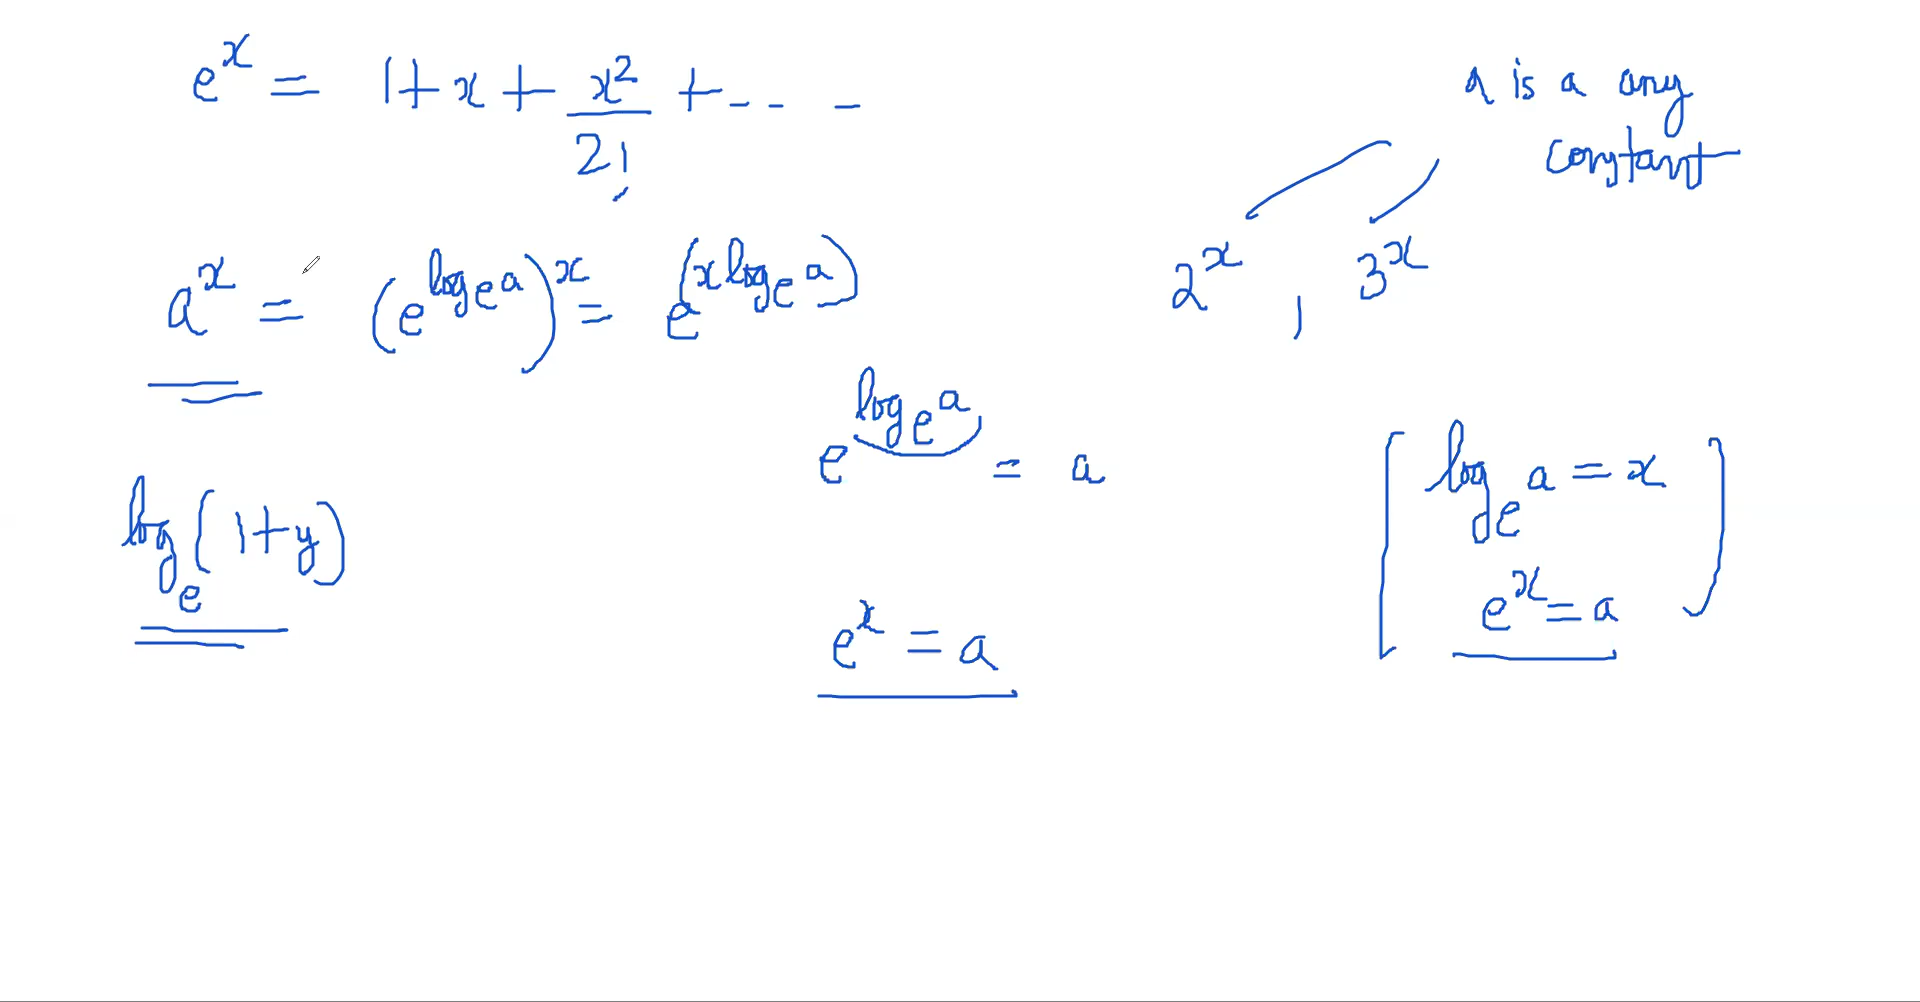 e^x = 1 + x + x^2/2! + - - - -
a is a any
constant
a^x = (e^(log_e a))^x = e^(x log_e a)
2^x , 3^x
e^(log_e a) = a
[ log_e a = x
e^x = a ]
log_e (1+y)
e^x = a